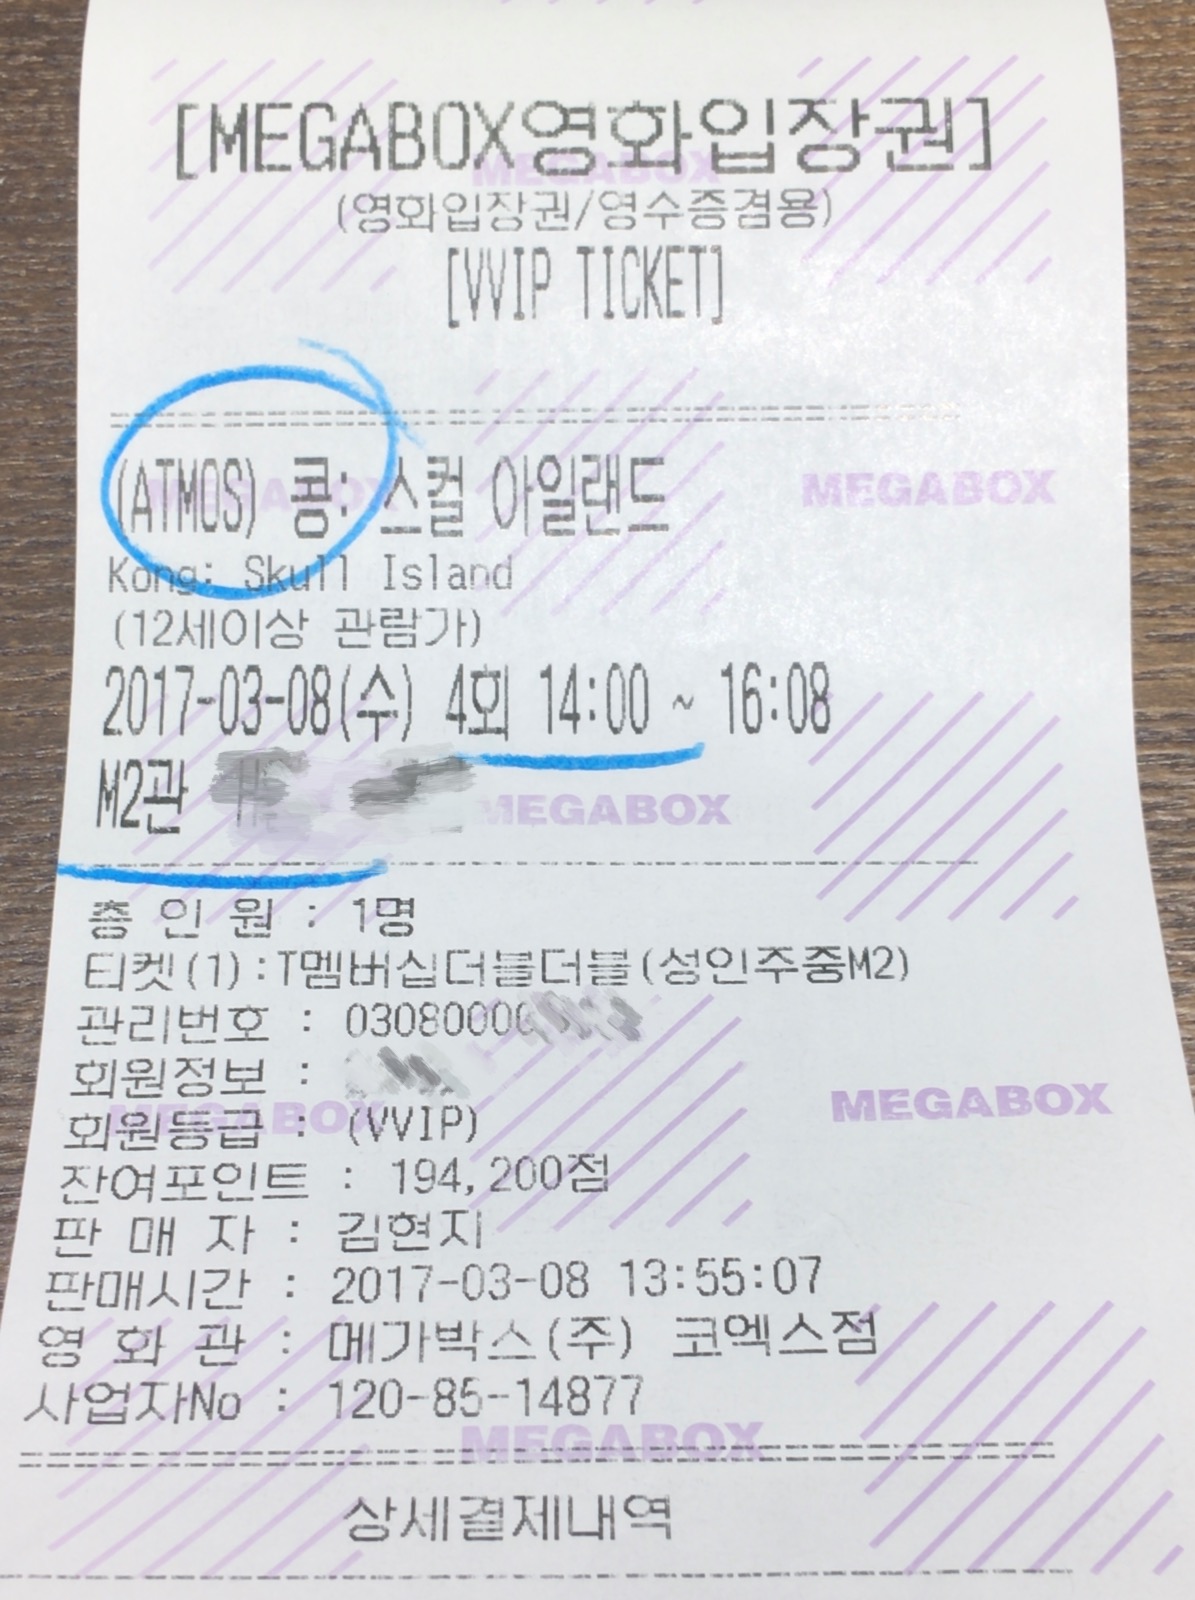 [MEGABOX영화입장권]
(영화입장권/영수증겸용)
[VVIP TICKET]
(ATMOS) 콩: 스컬 아일랜드
MEGABOX
Kong: Skull Island
(12세이상 관람가)
2017-03-08(수) 4회 14:00 ~ 16:08
M2관
MEGABOX
총 인 원 : 1명
티켓(1):T멤버십더블더블(성인주중M2)
관리번호 :
회원정보 :
MEGABOX
회원등급 : (VVIP)
잔여포인트 : 194,200점
판 매 자 : 김현지
판매시간 : 2017-03-08 13:55:07
영 화 관 : 메가박스(주) 코엑스점
사업자No : 120-85-14877
MEGABOX
상세결제내역